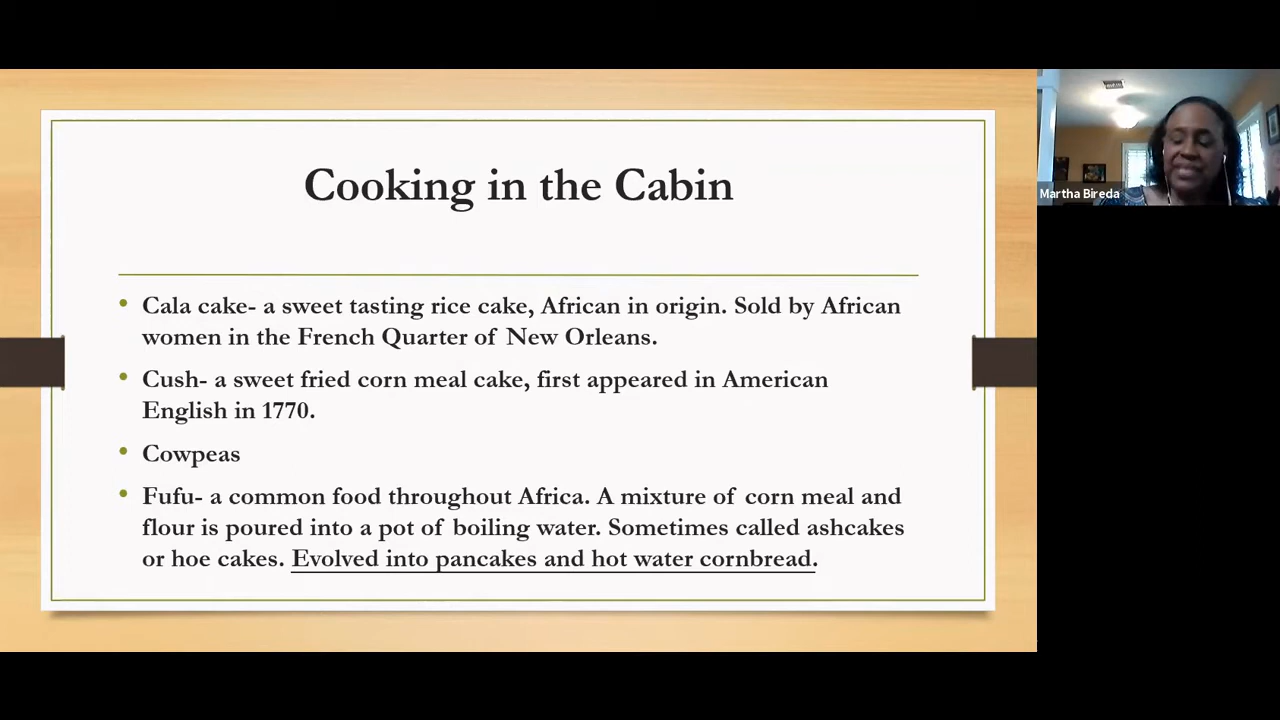 Cooking in the Cabin
• Cala cake- a sweet tasting rice cake, African in origin. Sold by African
women in the French Quarter of New Orleans.
• Cush- a sweet fried corn meal cake, first appeared in American
English in 1770.
• Cowpeas
• Fufu- a common food throughout Africa. A mixture of corn meal and
flour is poured into a pot of boiling water. Sometimes called ashcakes
or hoe cakes. Evolved into pancakes and hot water cornbread.
Martha Bireda